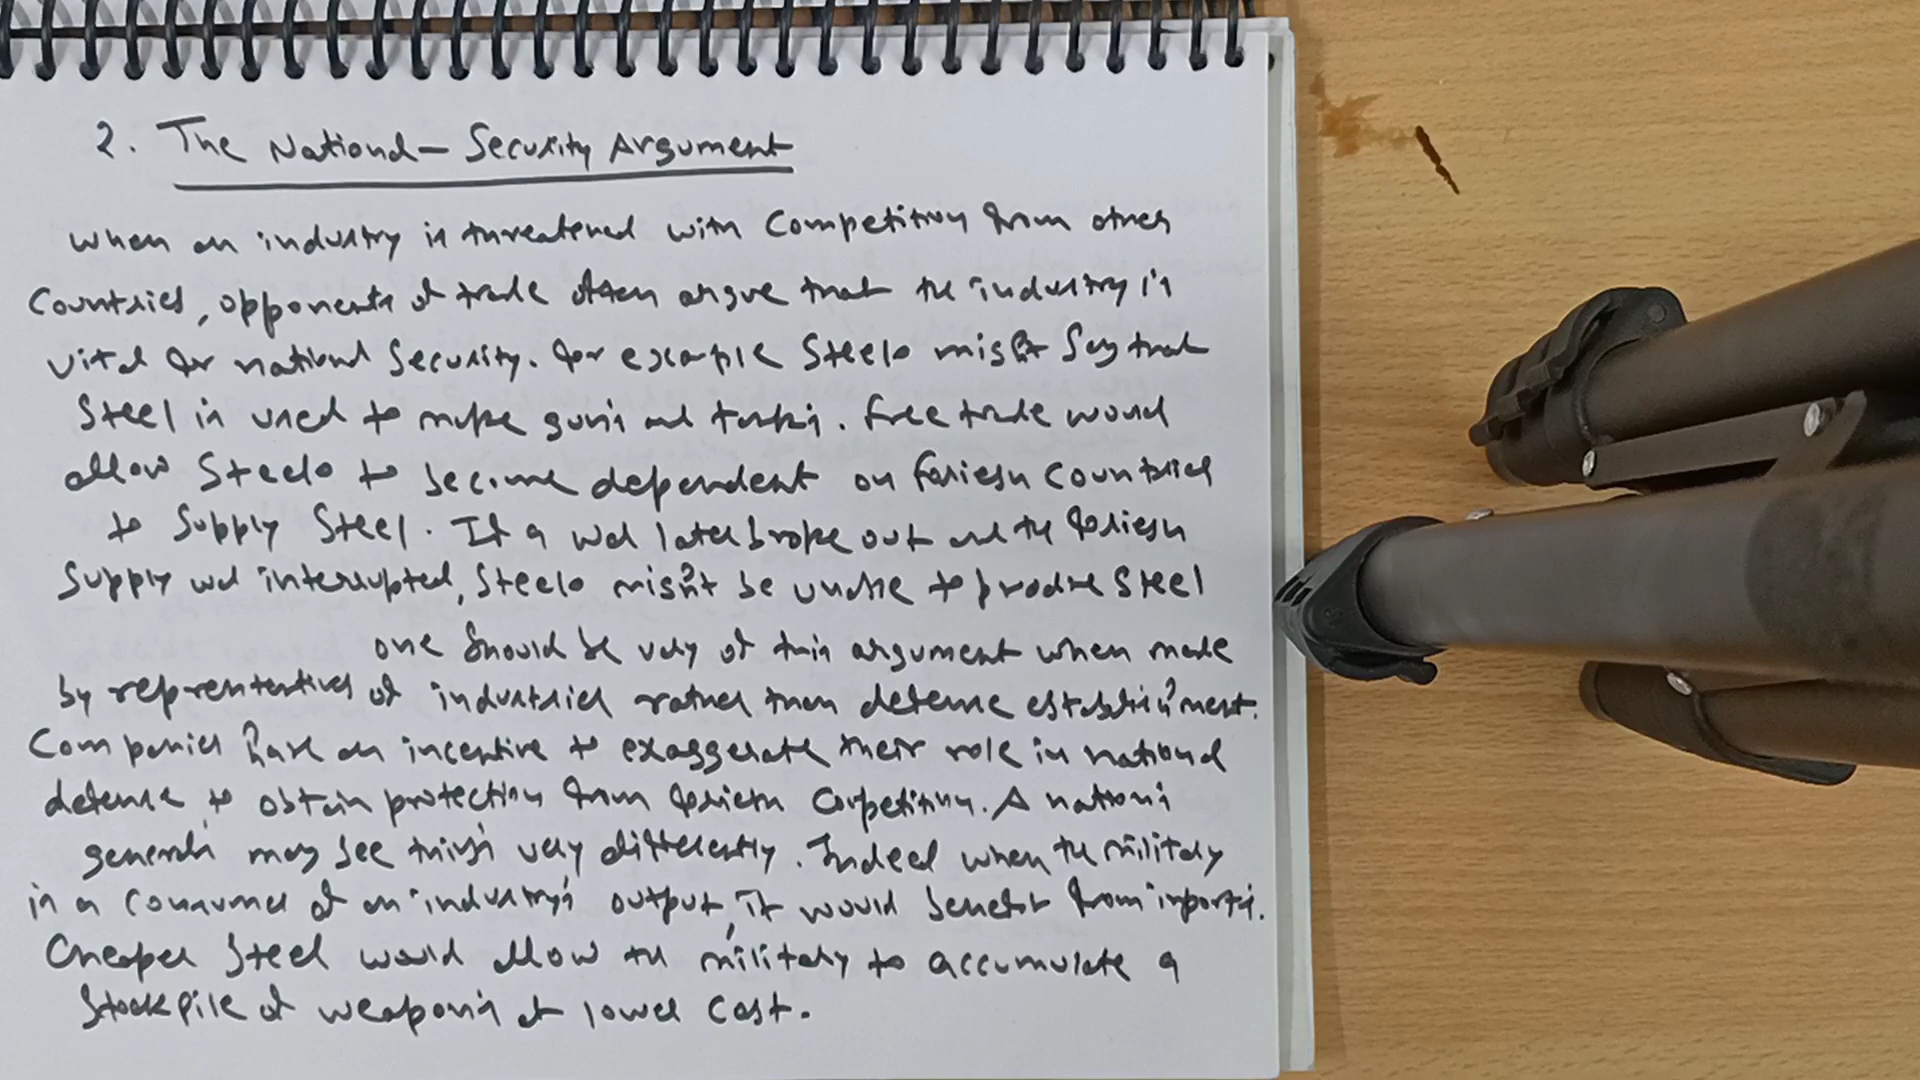 2. The National-Security Argument
When an industry is threatened with competition from other
countries, opponents of trade often argue that the industry is
vital for national security. for example Steelo might say that
Steel is used to make guns and tanks. Free trade would
allow Steelo to become dependent on foriegn countries
to supply steel. If a war later broke out and the foriegn
supply was interrupted, Steelo might be unable to produce steel
one should be very of this argument when made
by representatives of industries rather than defense establishment.
Companies have an incentive to exaggerate their role in national
defense, to obtain protection from foriegn competition. A nation's
generals may see things very differently. Indeed when the military
is a consumer of an industry's output, it would benefit from imports.
Cheaper steel would allow the military to accumulate a
stockpile of weapons at lower cost.